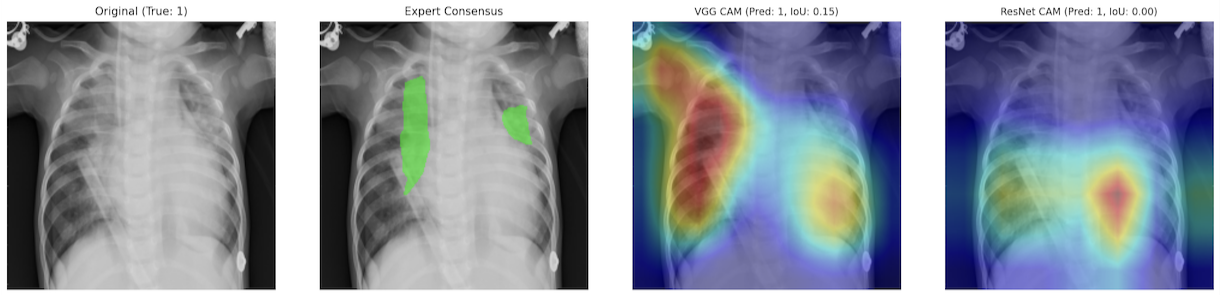 Original (True: 1)
Expert Consensus
VGG CAM (Pred: 1, IoU: 0.15)
ResNet CAM (Pred: 1, IoU: 0.00)